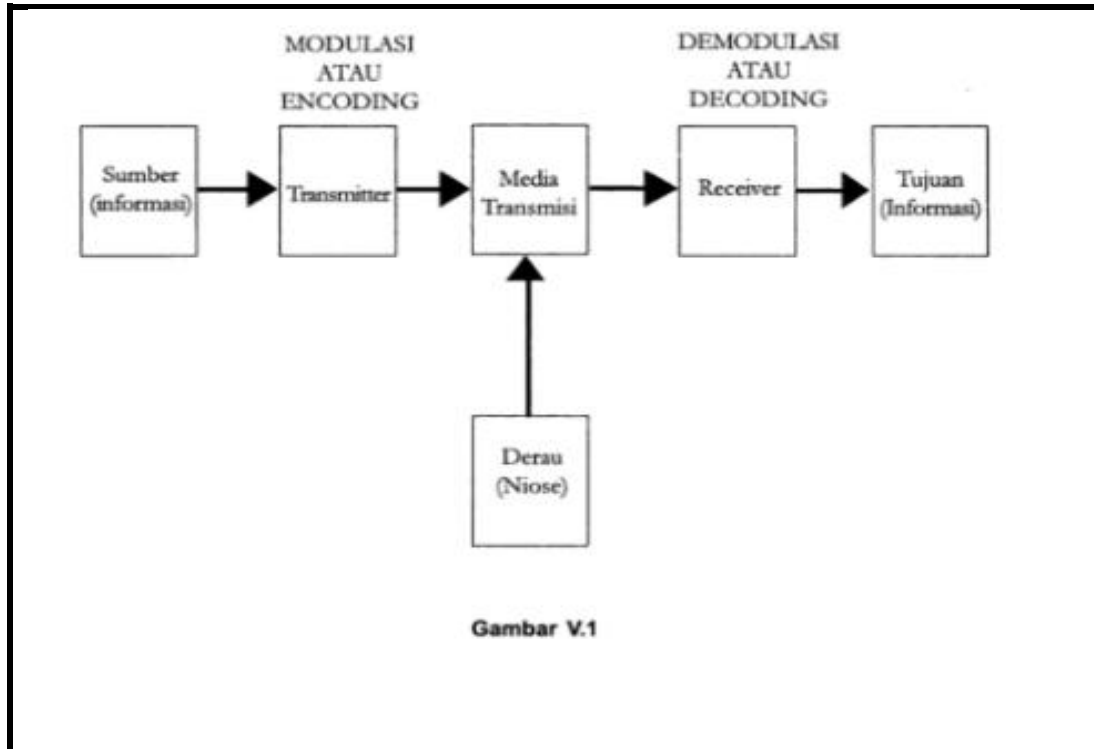 MODULASI
ATAU
ENCODING
DEMODULASI
ATAU
DECODING
Sumber
(informasi)
Transmitter
Media
Transmisi
Receiver
Tujuan
(Informasi)
Derau
(Niose)
Gambar V.1